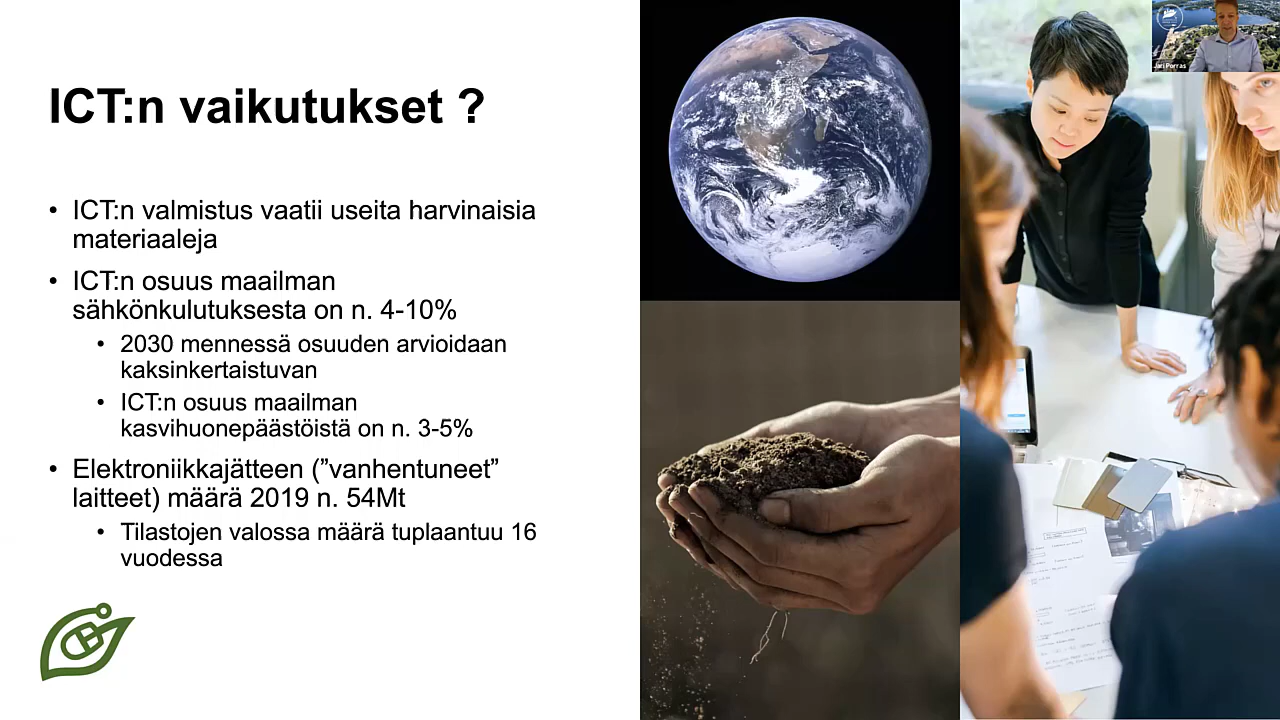 ICT:n vaikutukset ?
• ICT:n valmistus vaatii useita harvinaisia
materiaaleja
• ICT:n osuus maailman
sähkönkulutuksesta on n. 4-10%
• 2030 mennessä osuuden arvioidaan
kaksinkertaistuvan
• ICT:n osuus maailman
kasvihuonepäästöistä on n. 3-5%
• Elektroniikkajätteen (”vanhentuneet”
laitteet) määrä 2019 n. 54Mt
• Tilastojen valossa määrä tuplaantuu 16
vuodessa
Jari Porras